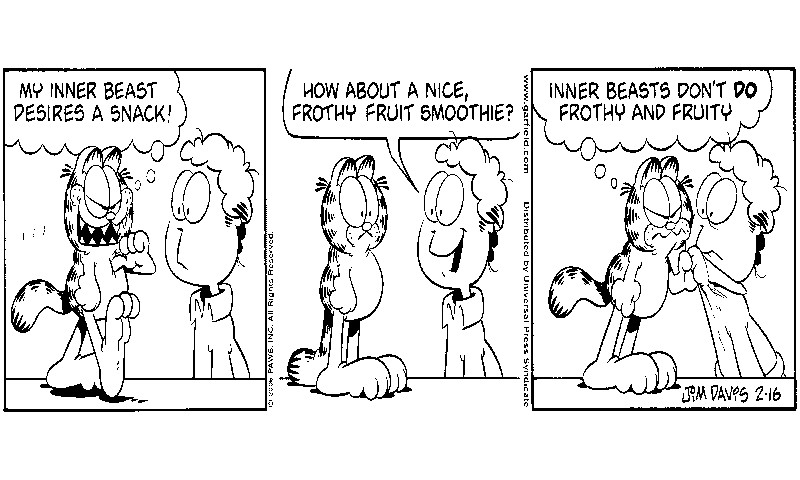 MY INNER BEAST
DESIRES A SNACK!
HOW ABOUT A NICE,
FROTHY FRUIT SMOOTHIE?
INNER BEASTS DON'T DO
FROTHY AND FRUITY
PAWS, INC. All Rights Reserved.
www.garfield.com
Distributed by Universal Press Syndicate
JIM DAVIS 2-16